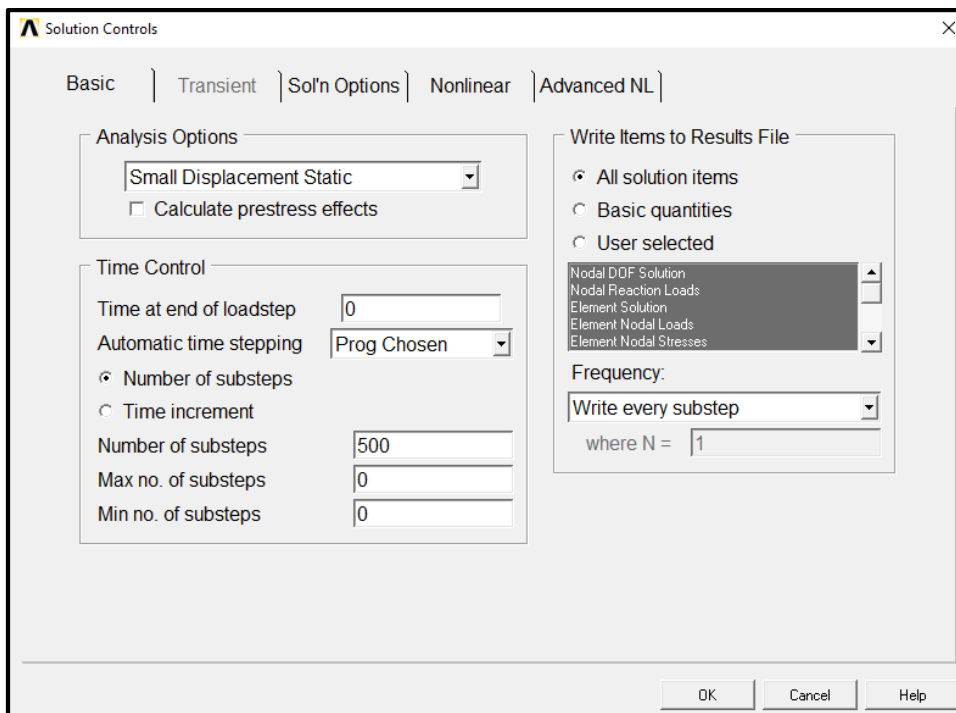 Solution Controls
Basic
Transient
Sol'n Options
Nonlinear
Advanced NL
Analysis Options
Small Displacement Static
Calculate prestress effects
Time Control
Time at end of loadstep 0
Automatic time stepping Prog Chosen
Number of substeps
Time increment
Number of substeps 500
Max no. of substeps 0
Min no. of substeps 0
Write Items to Results File
All solution items
Basic quantities
User selected
Nodal DOF Solution
Nodal Reaction Loads
Element Solution
Element Nodal Loads
Element Nodal Stresses
Frequency:
Write every substep
where N = 1
OK
Cancel
Help